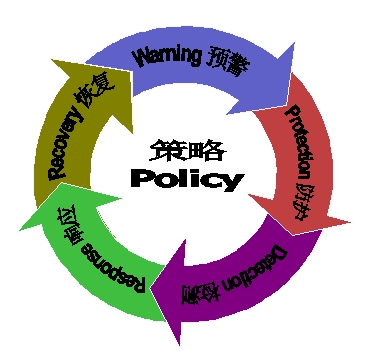 Warning 预警
Protection 防护
Detection 检测
Response 响应
Recovery 恢复
策略
Policy